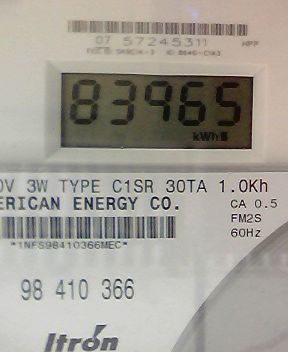 07 57245311
83965
kWh
0V 3W TYPE C1SR 30TA 1.0Kh
ERICAN ENERGY CO.
CA 0.5
FM2S
60Hz
*1NFS98410366MEC*
98 410 366
Itrón